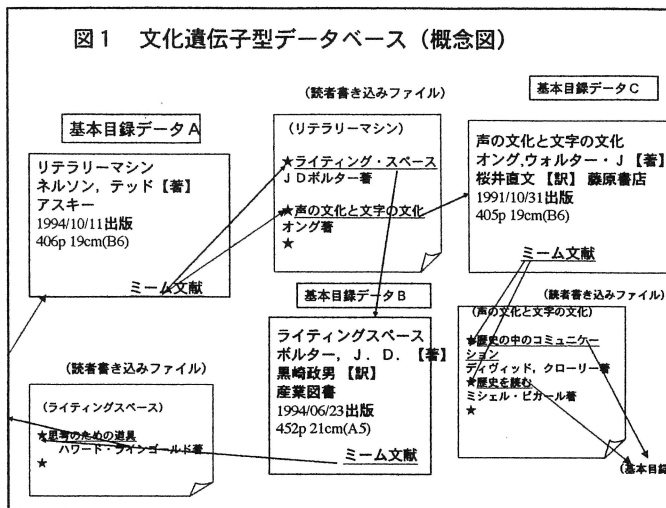 図1 文化遺伝子型データベース（概念図）
基本目録データA
リテラリーマシン
ネルソン，テッド【著】
アスキー
1994/10/11出版
406p 19cm(B6)
ミーム文献
（読者書き込みファイル）
（リテラリーマシン）
★ライティング・スペース
JDボルター著
★声の文化と文字の文化
オング著
★
基本目録データC
声の文化と文字の文化
オング,ウォルター・J【著】
桜井直文【訳】藤原書店
1991/10/31出版
405p 19cm(B6)
ミーム文献
基本目録データB
ライティングスペース
ボルター，J．D．【著】
黒崎政男【訳】
産業図書
1994/06/23出版
452p 21cm(A5)
ミーム文献
（読者書き込みファイル）
（声の文化と文字の文化）
★歴史の中のコミュニケー
ション
ディヴィッド，クローリー著
★歴史を読む
ミシェル・ピカール著
★
（基本目録
（読者書き込みファイル）
（ライティングスペース）
★思考のための道具
ハワード・ラインゴールド著
★